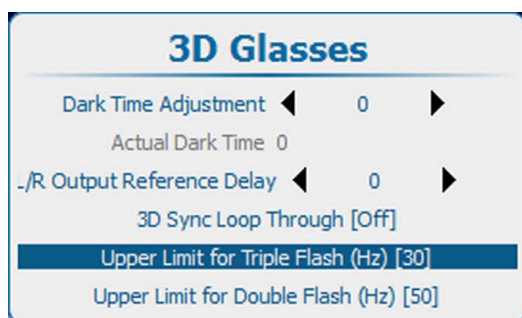 3D Glasses
Dark Time Adjustment 0
Actual Dark Time 0
L/R Output Reference Delay 0
3D Sync Loop Through [Off]
Upper Limit for Triple Flash (Hz) [30]
Upper Limit for Double Flash (Hz) [50]